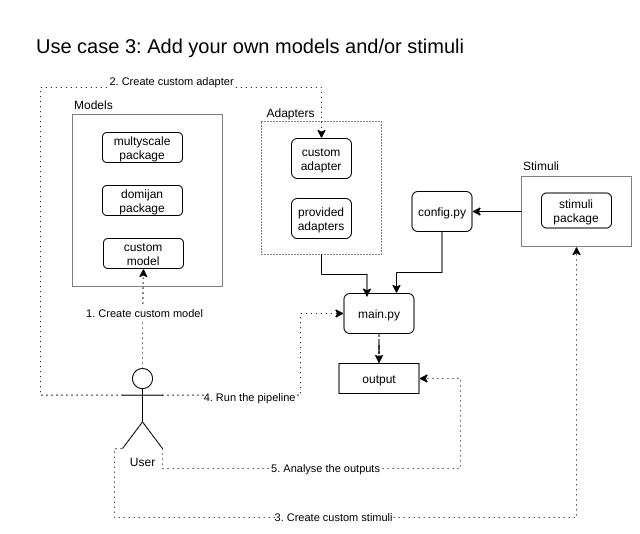 Use case 3: Add your own models and/or stimuli
2. Create custom adapter
Models
Adapters
multyscale
package
custom
adapter
Stimuli
domijan
package
provided
adapters
config.py
stimuli
package
custom
model
1. Create custom model
main.py
output
4. Run the pipeline
User
5. Analyse the outputs
3. Create custom stimuli